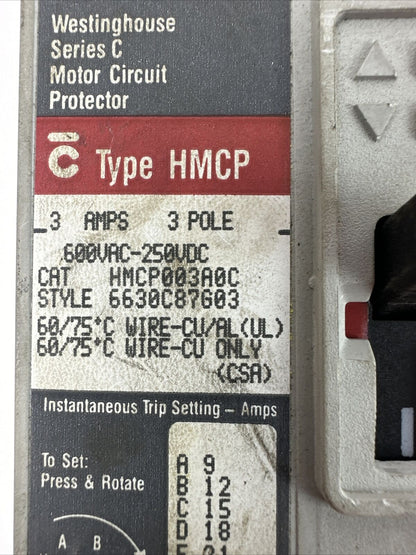 Westinghouse
Series C
Motor Circuit
Protector
C Type HMCP
3 AMPS 3 POLE
600VAC-250VDC
CAT HMCP003A0C
STYLE 6630C87G03
60/75°C WIRE-CU/AL(UL)
60/75°C WIRE-CU ONLY
(CSA)
Instantaneous Trip Setting – Amps
To Set:
Press & Rotate
A 9
B 12
C 15
D 18
A B